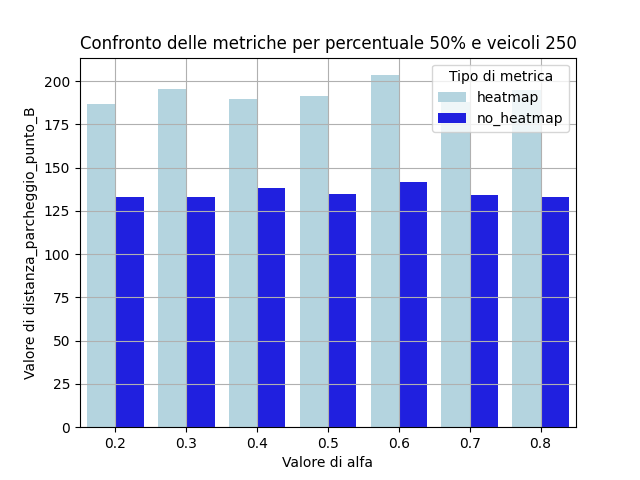 Confronto delle metriche per percentuale 50% e veicoli 250
Valore di distanza_parcheggio_punto_B
200
175
150
125
100
75
50
25
0
Tipo di metrica
heatmap
no_heatmap
0.2 0.3 0.4 0.5 0.6 0.7 0.8
Valore di alfa